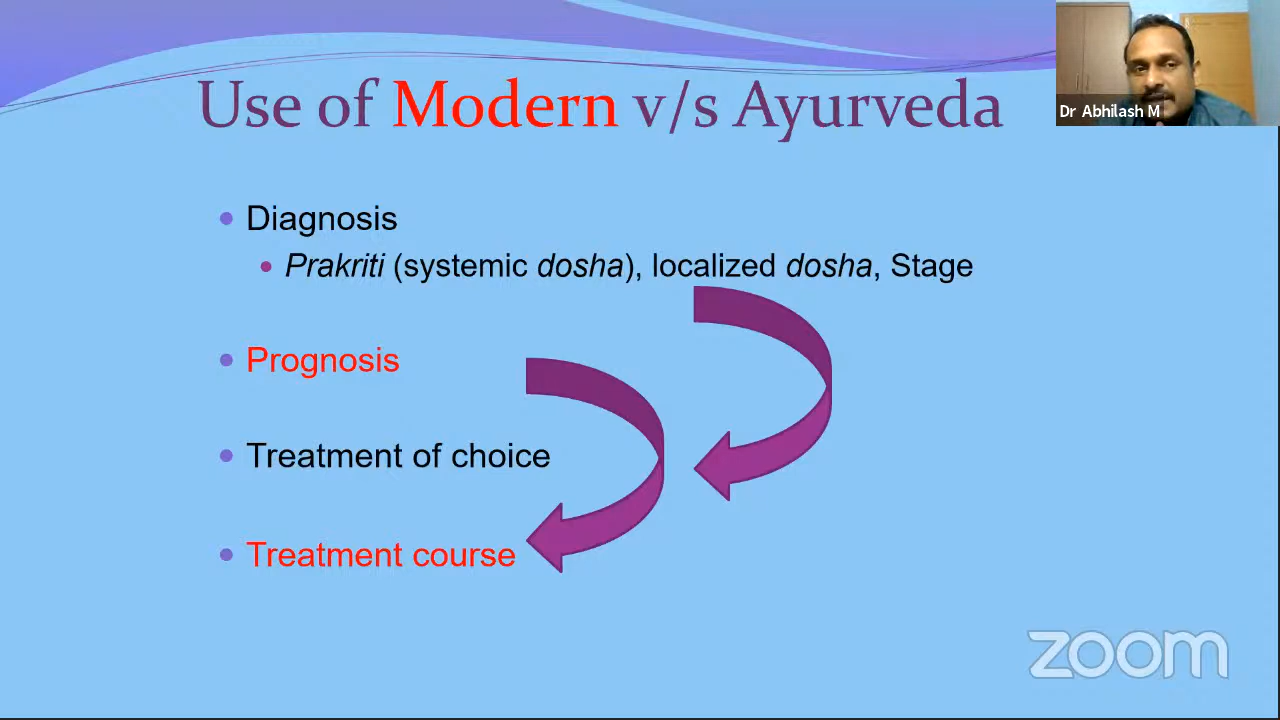 Use of Modern v/s Ayurveda
Dr Abhilash M
Diagnosis
Prakriti (systemic dosha), localized dosha, Stage
Prognosis
Treatment of choice
Treatment course
zoom